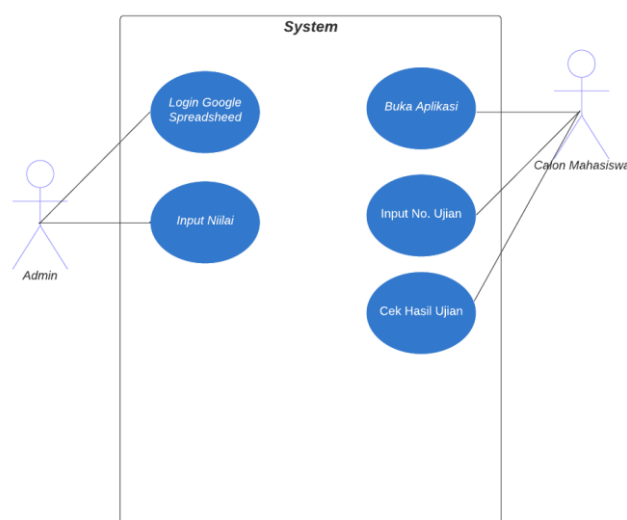 System
Login Google
Spreadsheed
Buka Aplikasi
Calon Mahasiswa
Input Niilai
Input No. Ujian
Admin
Cek Hasil Ujian